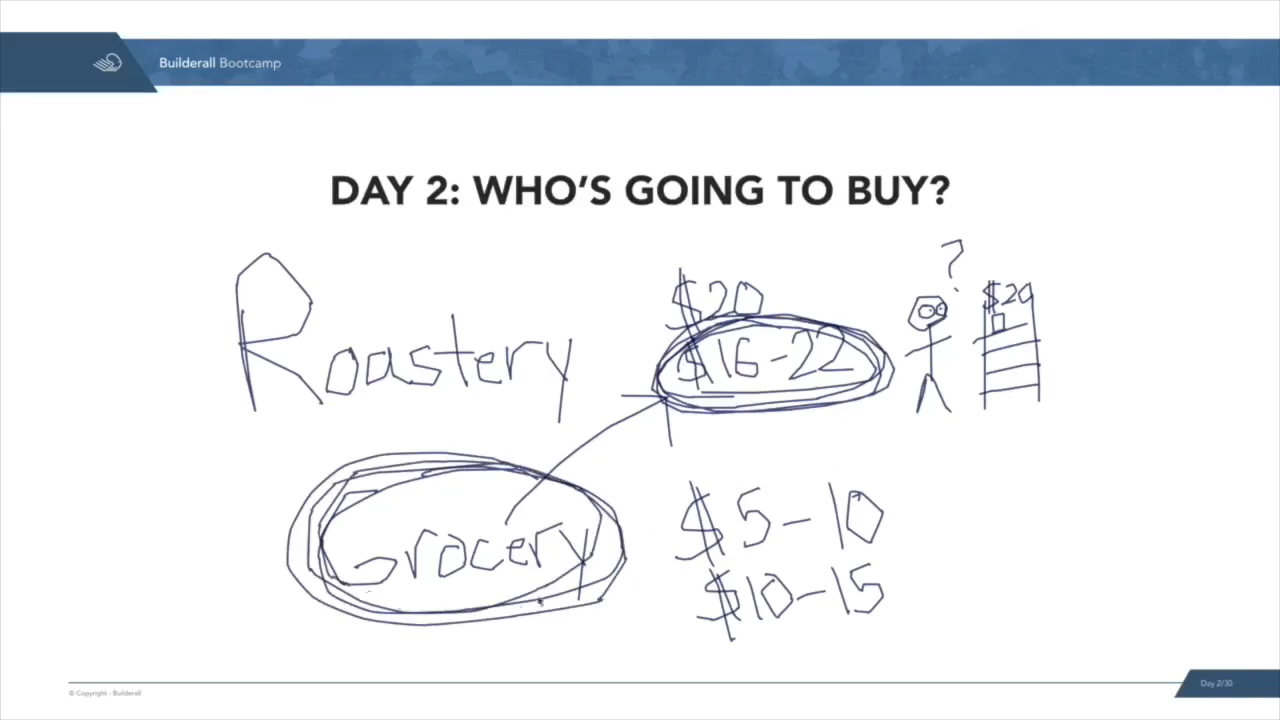 Builderall Bootcamp
DAY 2: WHO'S GOING TO BUY?
?
$20
$20
Roastery
$16-22
Grocery
$5-10
$10-15
© Copyright - Builderall
Day 2/30